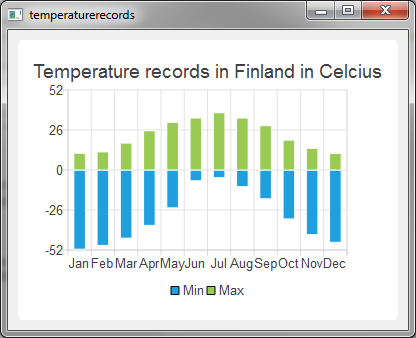 temperaturerecords
Temperature records in Finland in Celcius
52
26
0
-26
-52
Jan Feb Mar Apr May Jun Jul Aug Sep Oct Nov Dec
Min Max